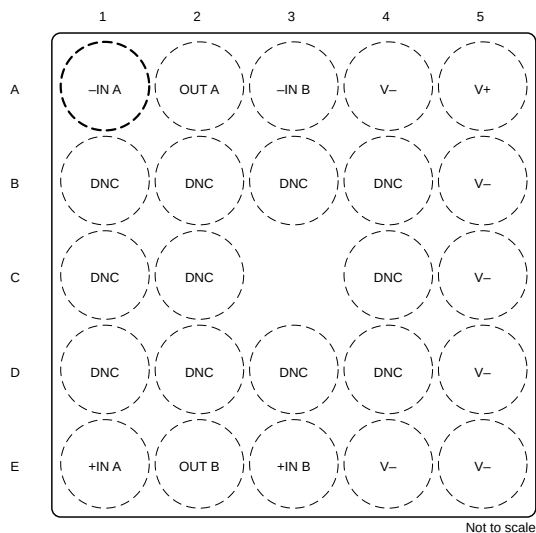 1 2 3 4 5
A –IN A OUT A –IN B V– V+
B DNC DNC DNC DNC V–
C DNC DNC DNC V–
D DNC DNC DNC DNC V–
E +IN A OUT B +IN B V– V–
Not to scale